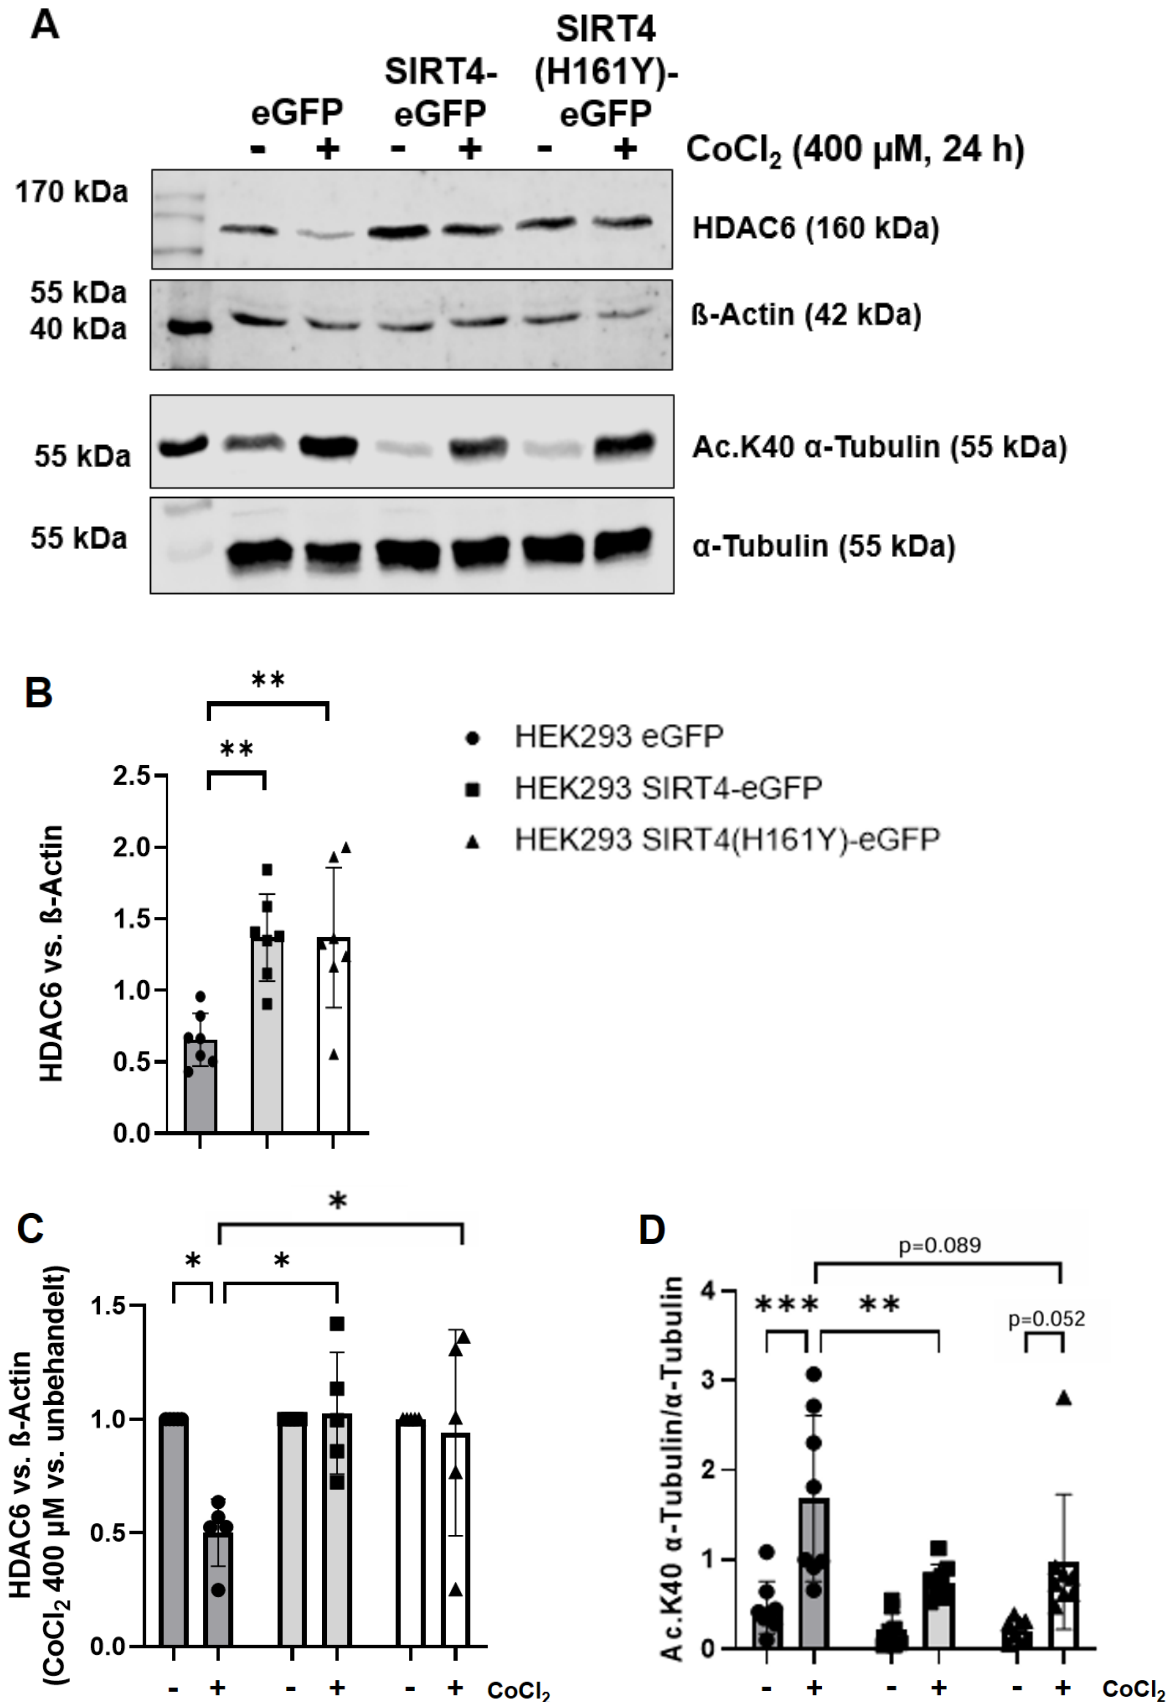 A
SIRT4
SIRT4- (H161Y)-
eGFP eGFP eGFP
- + - + - + CoCl₂ (400 µM, 24 h)
170 kDa
HDAC6 (160 kDa)
55 kDa
40 kDa
ß-Actin (42 kDa)
55 kDa
Ac.K40 α-Tubulin (55 kDa)
55 kDa
α-Tubulin (55 kDa)
B
**
**
HDAC6 vs. ß-Actin
2.5
2.0
1.5
1.0
0.5
0.0
HEK293 eGFP
HEK293 SIRT4-eGFP
HEK293 SIRT4(H161Y)-eGFP
C
*
*
*
HDAC6 vs. ß-Actin
(CoCl₂ 400 µM vs. unbehandelt)
1.5
1.0
0.5
0.0
- + - + - + CoCl₂
D
p=0.089
***
**
p=0.052
Ac.K40 α-Tubulin/α-Tubulin
4
3
2
1
0
- + - + - + CoCl₂